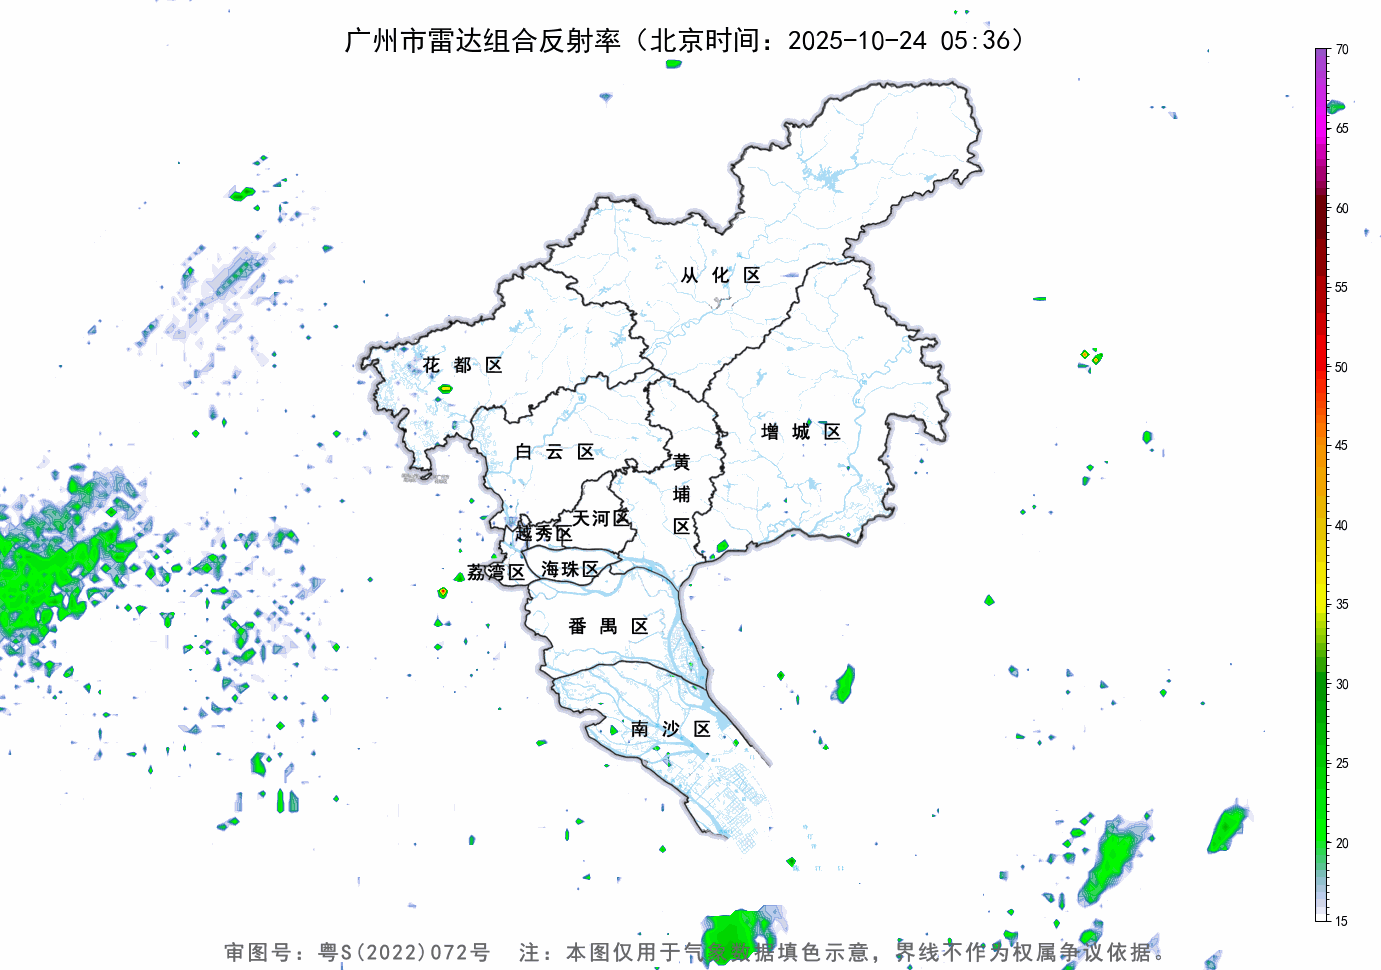 广州市雷达组合反射率（北京时间：2025-10-24 05:36）
70
65
60
55
50
45
40
35
30
25
20
15
从化区
花都区
增城区
白云区
黄埔区
天河区
越秀区
海珠区
荔湾区
番禺区
南沙区
审图号：粤S(2022)072号 注：本图仅用于气象数据填色示意，界线不作为权属争议依据。